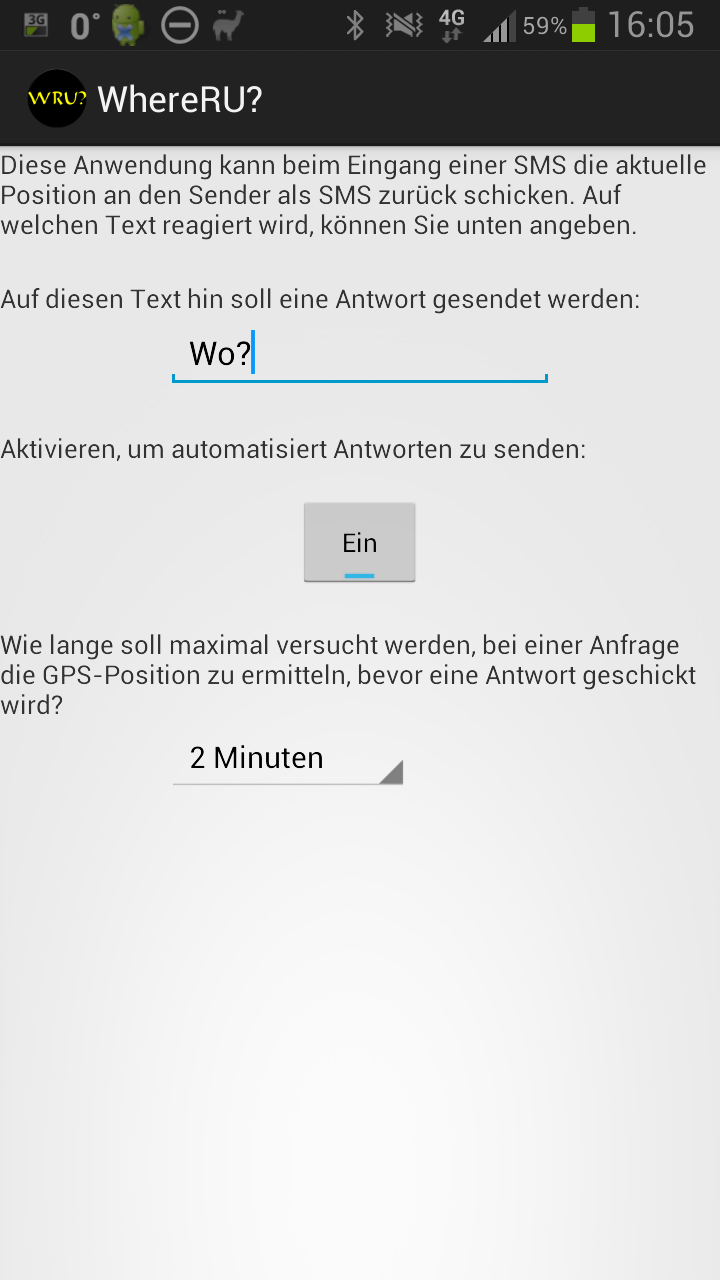 3G 0° 4G 59% 16:05
WRU? WhereRU?
Diese Anwendung kann beim Eingang einer SMS die aktuelle
Position an den Sender als SMS zurück schicken. Auf
welchen Text reagiert wird, können Sie unten angeben.
Auf diesen Text hin soll eine Antwort gesendet werden:
Wo?
Aktivieren, um automatisiert Antworten zu senden:
Ein
Wie lange soll maximal versucht werden, bei einer Anfrage
die GPS-Position zu ermitteln, bevor eine Antwort geschickt
wird?
2 Minuten